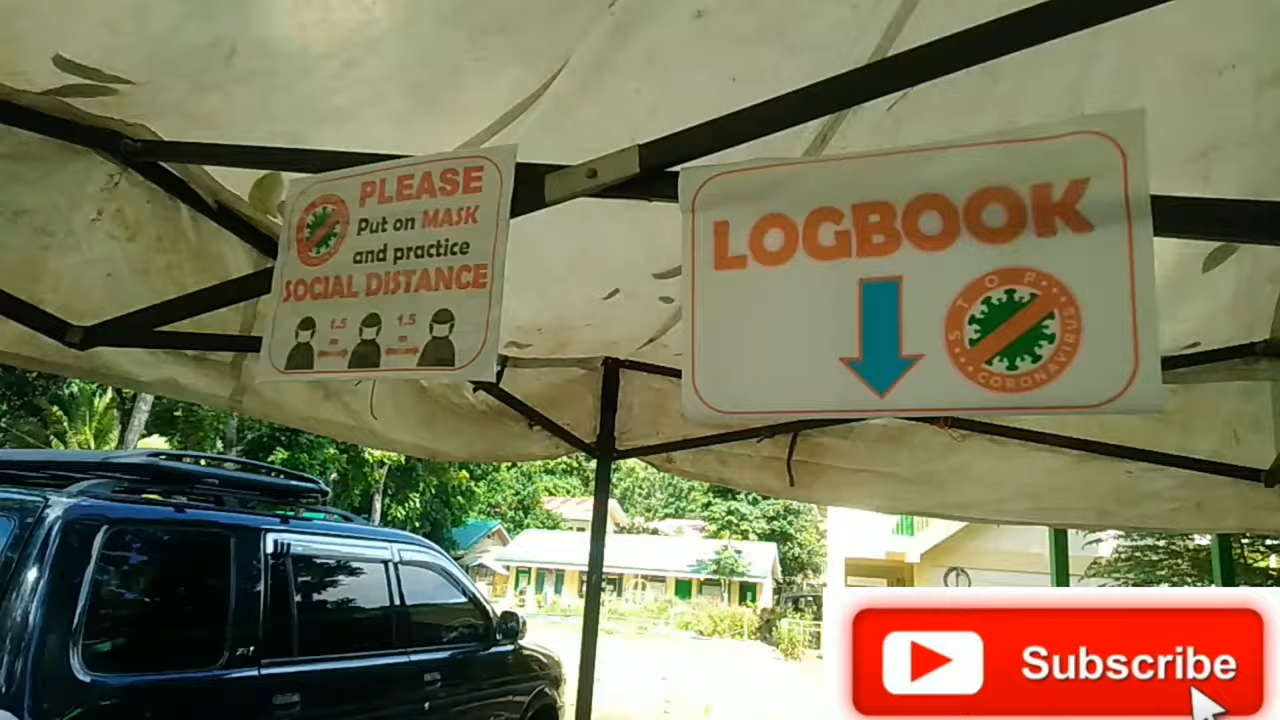 PLEASE
Put on MASK
and practice
SOCIAL DISTANCE
1.5 1.5
m m
LOGBOOK
STOP
CORONAVIRUS
Subscribe